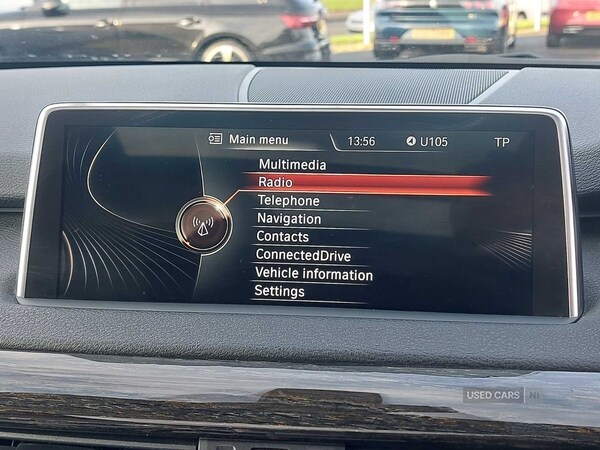 Main menu 13:56 U105 TP
Multimedia
Radio
Telephone
Navigation
Contacts
ConnectedDrive
Vehicle information
Settings
USED CARS NI